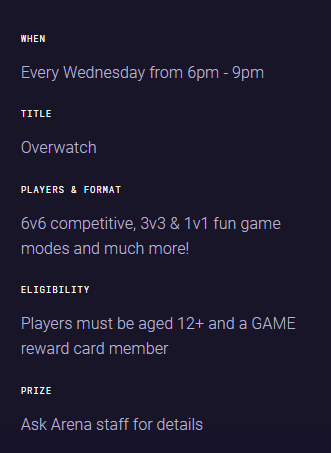 WHEN
Every Wednesday from 6pm - 9pm
TITLE
Overwatch
PLAYERS & FORMAT
6v6 competitive, 3v3 & 1v1 fun game
modes and much more!
ELIGIBILITY
Players must be aged 12+ and a GAME
reward card member
PRIZE
Ask Arena staff for details